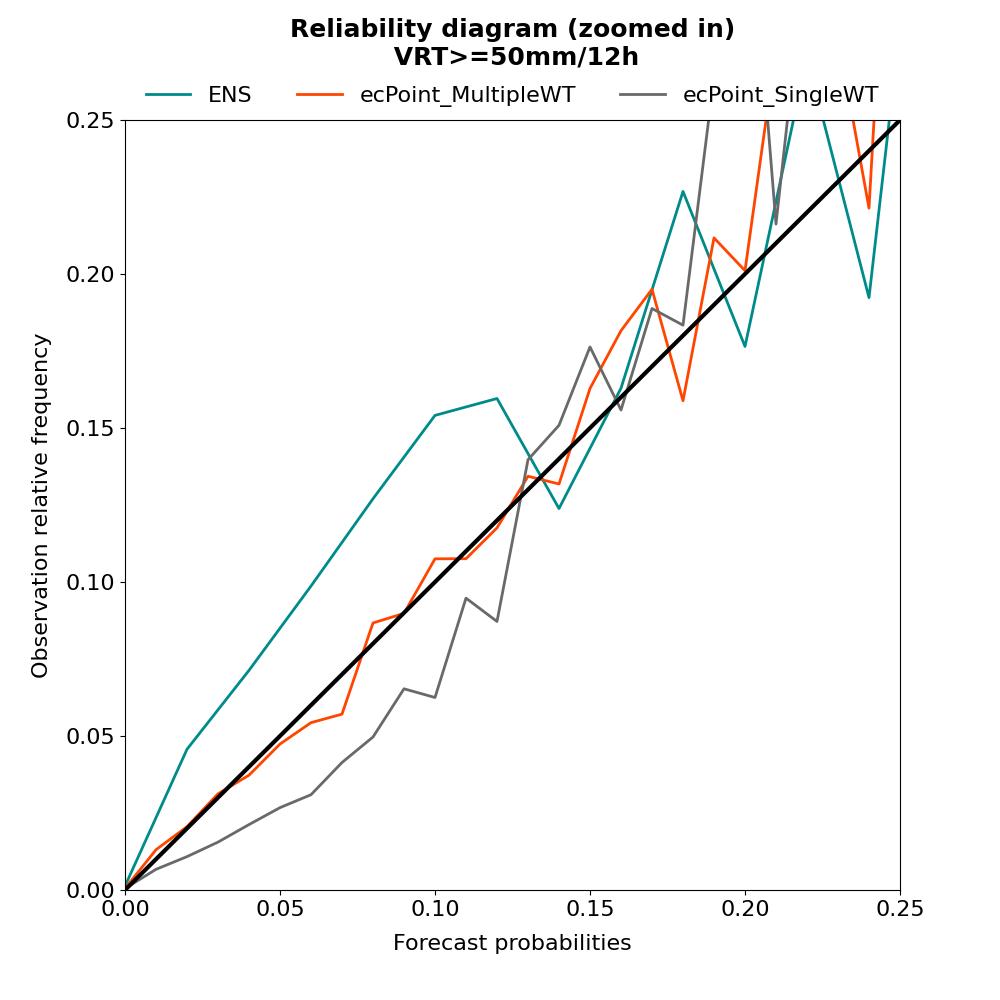 Reliability diagram (zoomed in)
VRT>=50mm/12h
ENS ecPoint_MultipleWT ecPoint_SingleWT
0.25
0.20
0.15
0.10
0.05
0.00
Observation relative frequency
0.00 0.05 0.10 0.15 0.20 0.25
Forecast probabilities